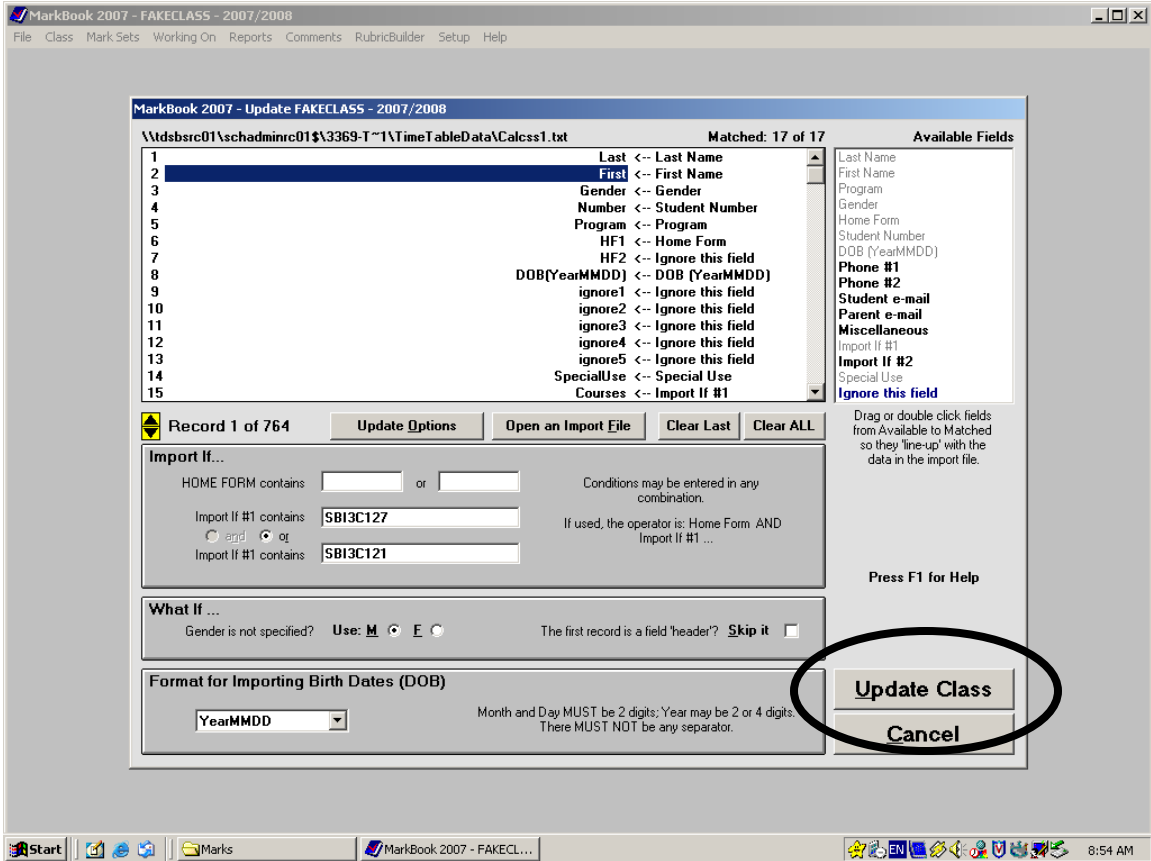 MarkBook 2007 - FAKECLASS - 2007/2008
File Class Mark Sets Working On Reports Comments RubricBuilder Setup Help
MarkBook 2007 - Update FAKECLASS - 2007/2008
\\tdsbsrc01\schadminrc01$\3369-T~1\TimeTableData\Calcss1.txt Matched: 17 of 17 Available Fields
1 Last <-- Last Name
2 First <-- First Name
3 Gender <-- Gender
4 Number <-- Student Number
5 Program <-- Program
6 HF1 <-- Home Form
7 HF2 <-- Ignore this field
8 DOB(YearMMDD) <-- DOB (YearMMDD)
9 ignore1 <-- Ignore this field
10 ignore2 <-- Ignore this field
11 ignore3 <-- Ignore this field
12 ignore4 <-- Ignore this field
13 ignore5 <-- Ignore this field
14 SpecialUse <-- Special Use
15 Courses <-- Import If #1
Last Name
First Name
Program
Gender
Home Form
Student Number
DOB (YearMMDD)
Phone #1
Phone #2
Student e-mail
Parent e-mail
Miscellaneous
Import If #1
Import If #2
Special Use
Ignore this field
Record 1 of 764 Update Options Open an Import File Clear Last Clear ALL
Drag or double click fields
from Available to Matched
so they 'line-up' with the
data in the import file.
Import If...
HOME FORM contains or
Conditions may be entered in any
combination.
Import If #1 contains SBI3C127
and or
Import If #1 contains SBI3C121
If used, the operator is: Home Form AND
Import If #1 ...
Press F1 for Help
What If ...
Gender is not specified? Use: M F The first record is a field 'header'? Skip it
Format for Importing Birth Dates (DOB)
YearMMDD
Month and Day MUST be 2 digits; Year may be 2 or 4 digits.
There MUST NOT be any separator.
Update Class
Cancel
Start Marks MarkBook 2007 - FAKECL... EN 8:54 AM